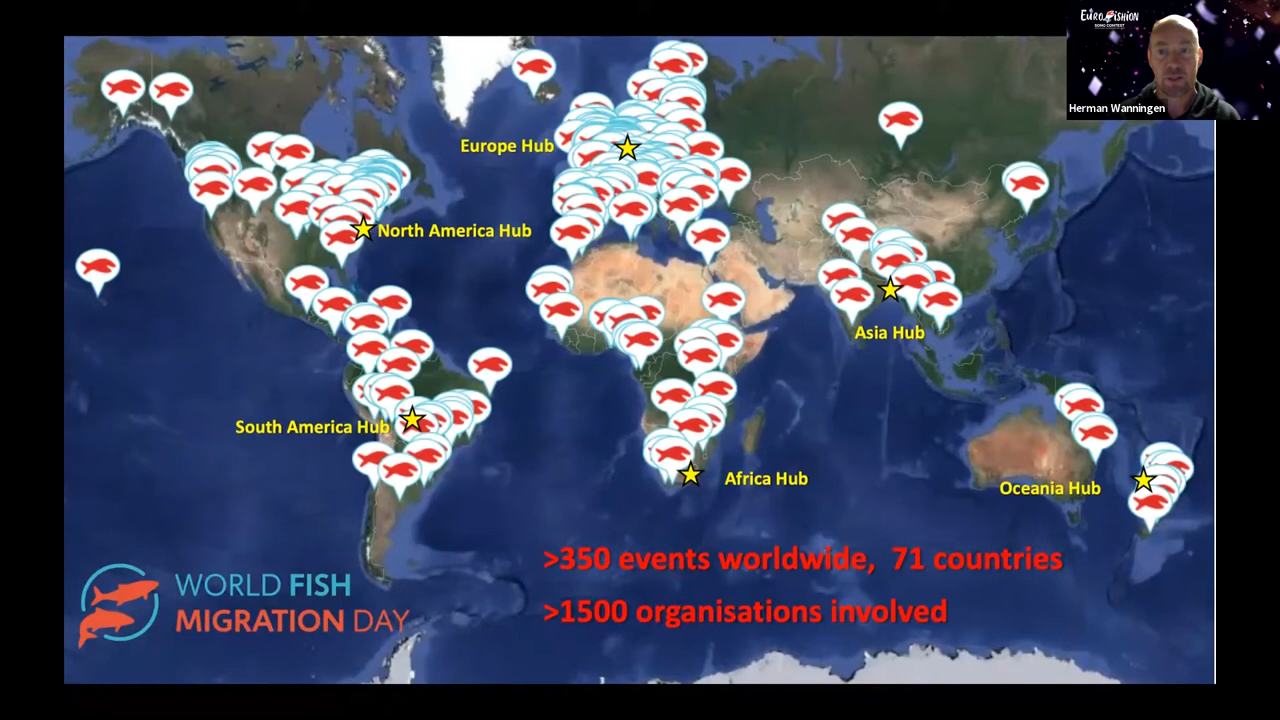 EUROFISHION
SONG CONTEST
Herman Wanningen
Europe Hub
North America Hub
Asia Hub
South America Hub
Africa Hub
Oceania Hub
>350 events worldwide, 71 countries
>1500 organisations involved
WORLD FISH
MIGRATION DAY